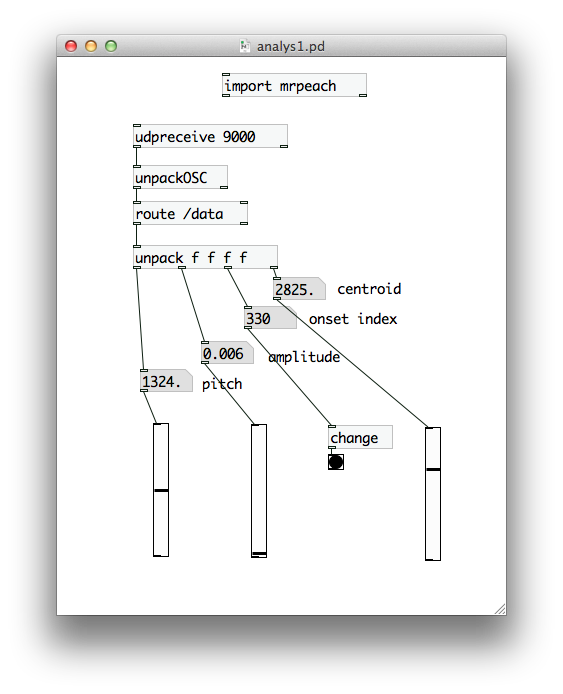 analys1.pd
import mrpeach
udpreceive 9000
unpackOSC
route /data
unpack f f f f
2825. centroid
330 onset index
0.006 amplitude
1324. pitch
change